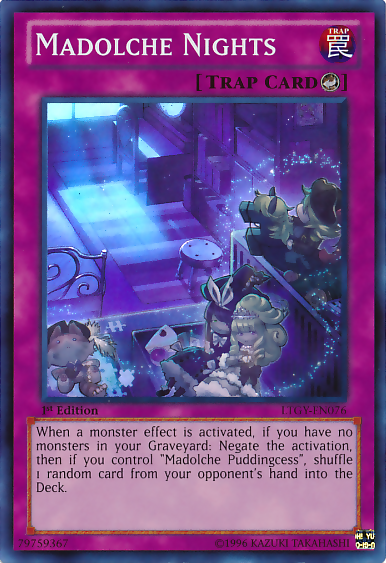 Madolche Nights
TRAP
罠
[Trap Card]
1st Edition
LTGY-EN076
When a monster effect is activated, if you have no
monsters in your Graveyard: Negate the activation,
then if you control "Madolche Puddingcess", shuffle
1 random card from your opponent's hand into the
Deck.
79759367
©1996 KAZUKI TAKAHASHI